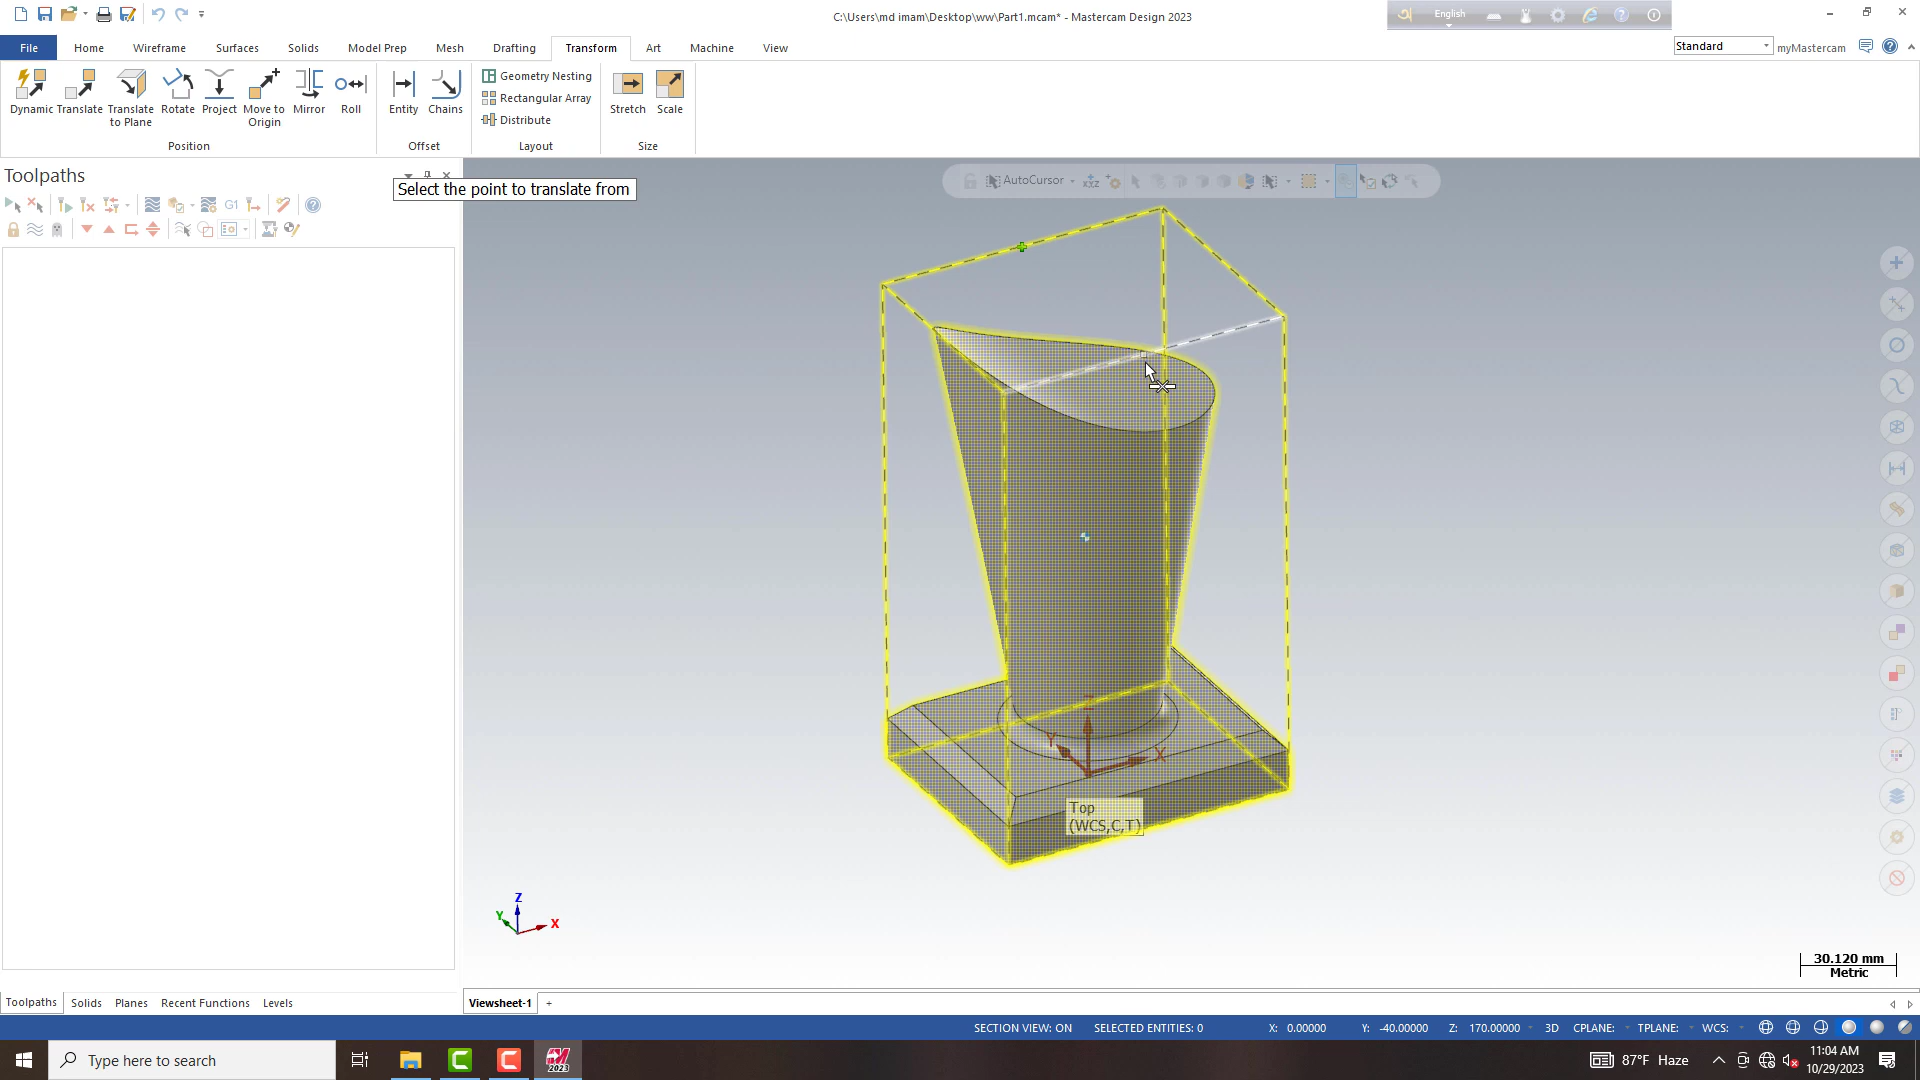 C:\Users\md imam\Desktop\ww\Part1.mcam* - Mastercam Design 2023
English
File Home Wireframe Surfaces Solids Model Prep Mesh Drafting Transform Art Machine View
Standard
myMastercam
Dynamic Translate Translate to Plane Rotate Project Move to Origin Mirror Roll
Position
Entity Chains
Offset
Geometry Nesting
Rectangular Array
Distribute
Layout
Stretch Scale
Size
Toolpaths
Select the point to translate from
AutoCursor
G1
Z
Y
X
Top
(WCS,C,T)
Z
Y
X
30.120 mm
Metric
Toolpaths Solids Planes Recent Functions Levels
Viewsheet-1 +
SECTION VIEW: ON SELECTED ENTITIES: 0 X: 0.00000 Y: -40.00000 Z: 170.00000 3D CPLANE: TPLANE: WCS:
Type here to search
2023
87°F Haze
11:04 AM
10/29/2023